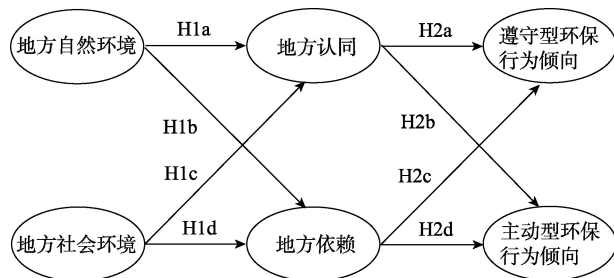 地方自然环境
H1a
地方认同
H2a
遵守型环保
行为倾向
H1b
H2b
H1c
H2c
地方社会环境
H1d
地方依赖
H2d
主动型环保
行为倾向